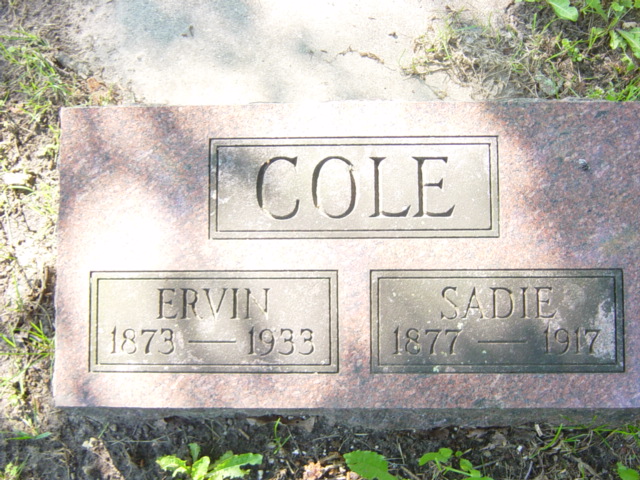 COLE
ERVIN
1873 — 1933
SADIE
1877 — 1917